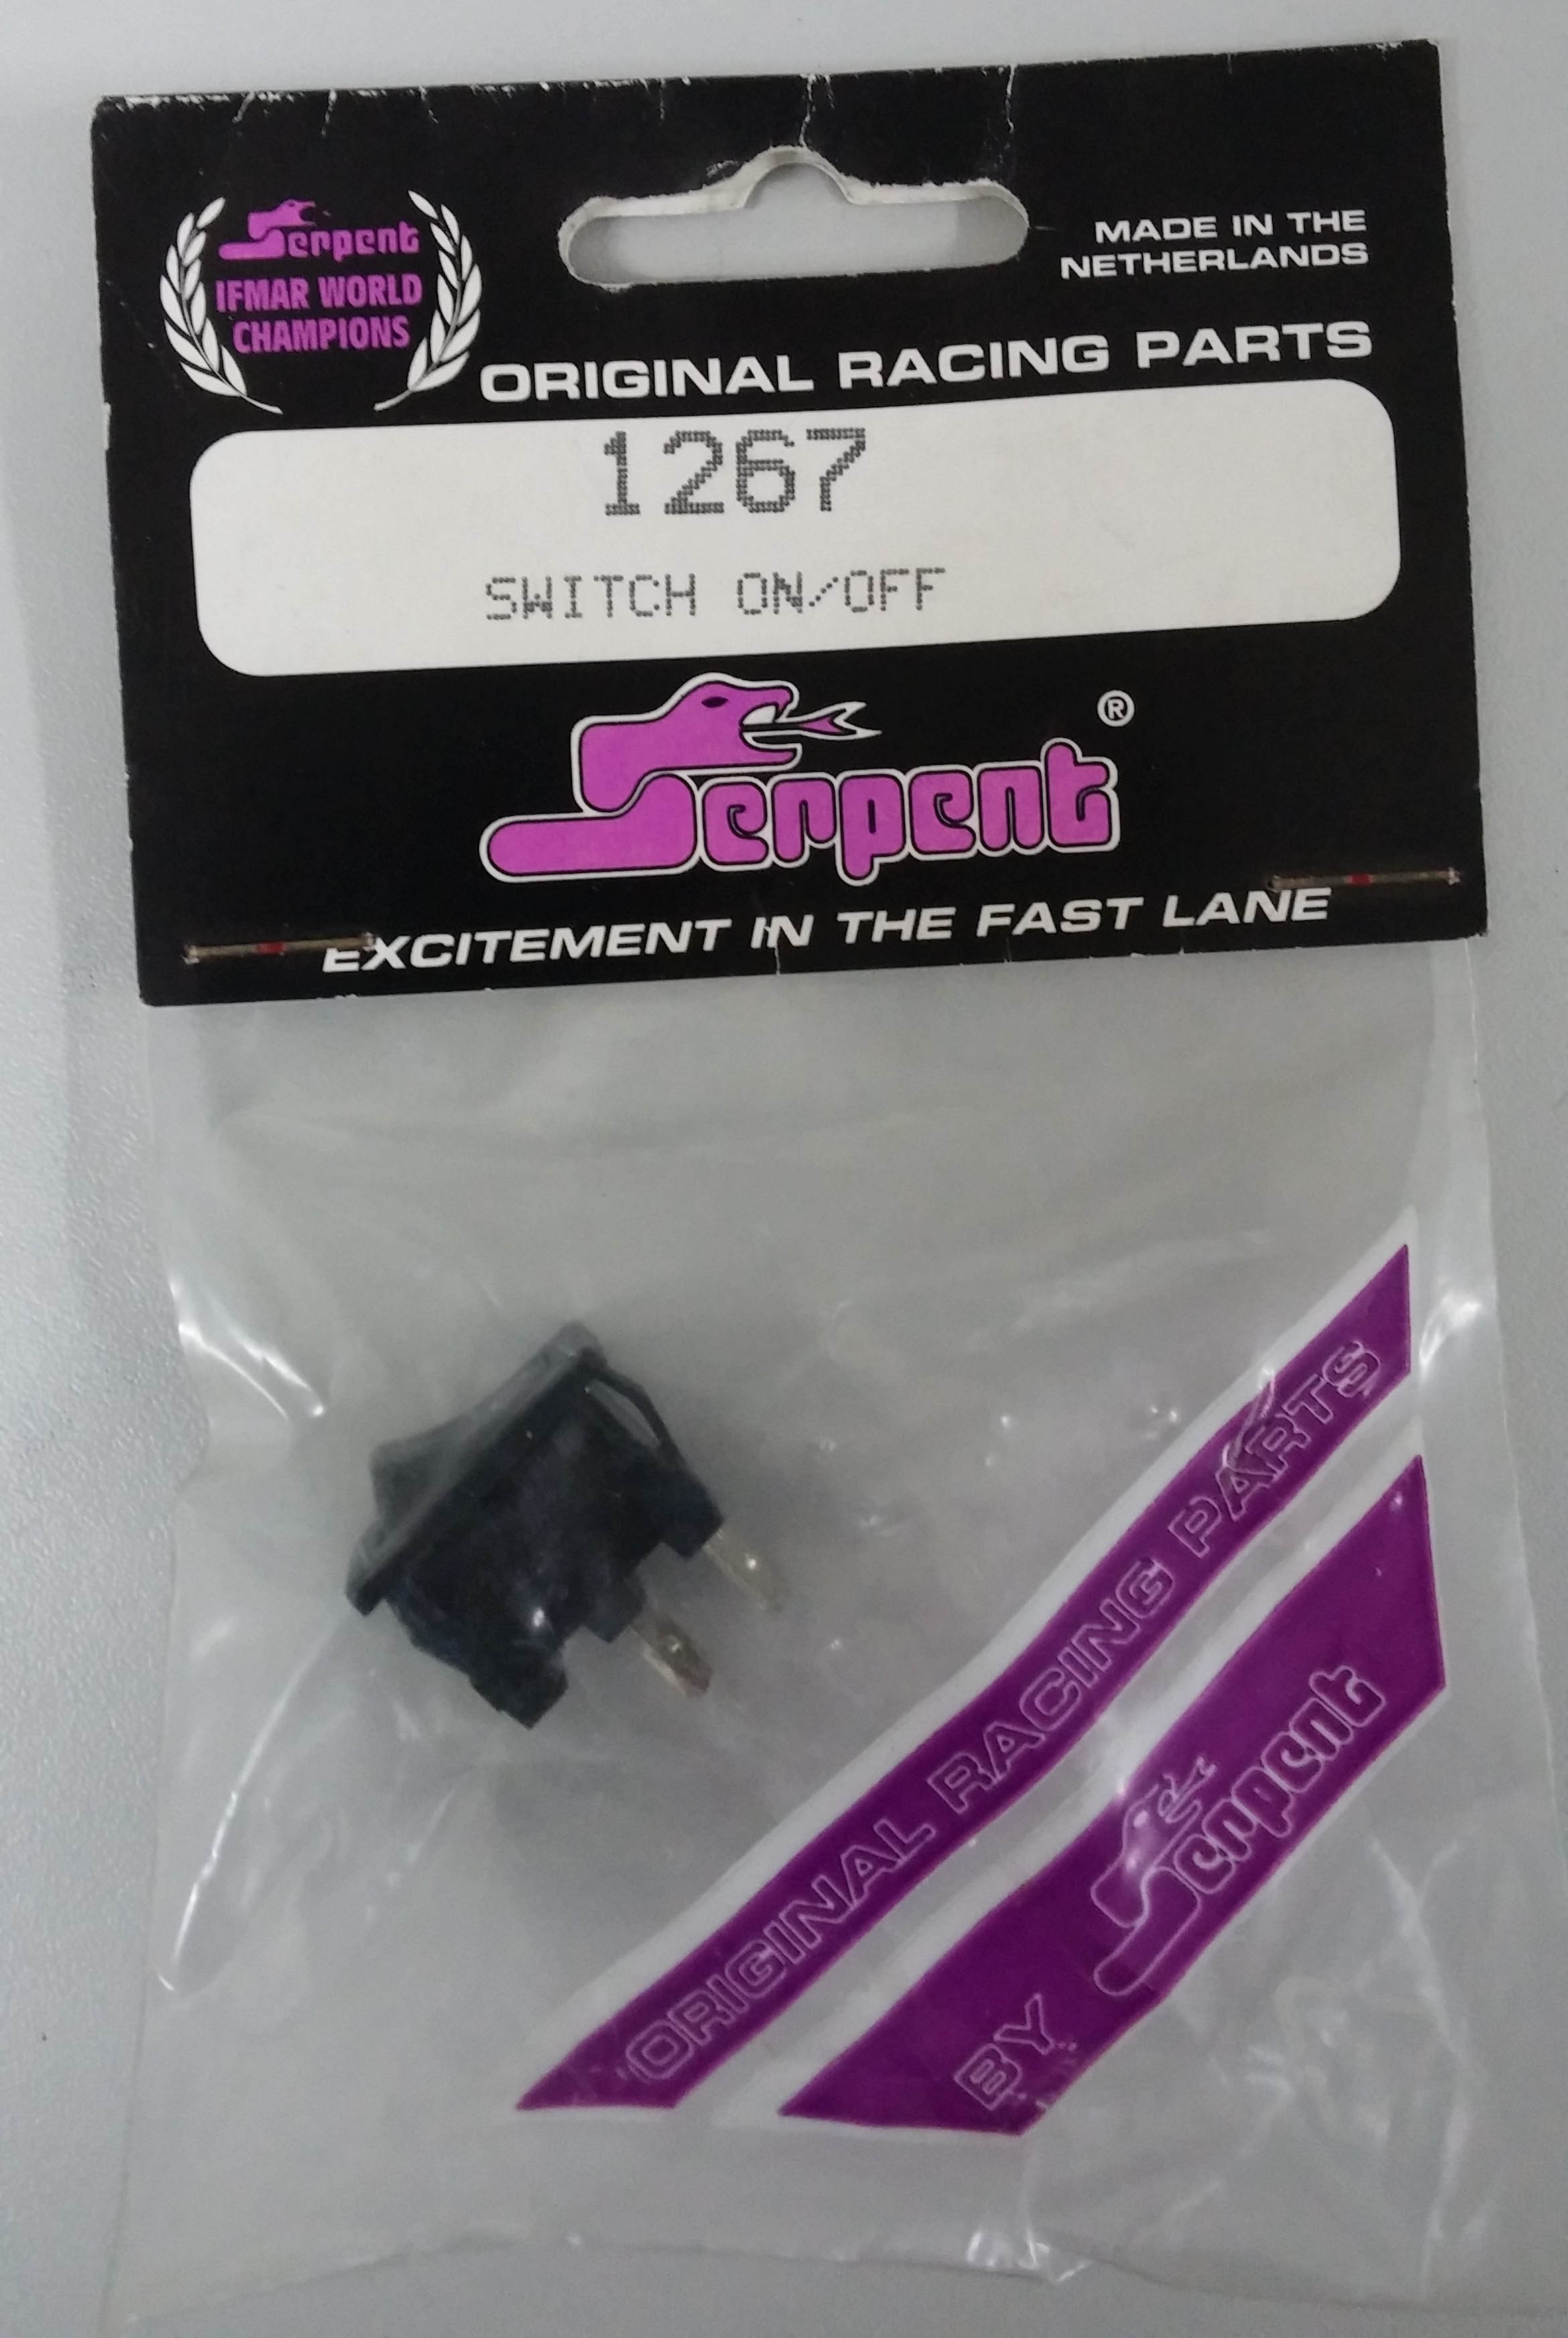 Serpent
IFMAR WORLD
CHAMPIONS
MADE IN THE
NETHERLANDS
ORIGINAL RACING PARTS
1267
SWITCH ON/OFF
Serpent®
EXCITEMENT IN THE FAST LANE
ORIGINAL RACING PARTS
BY Serpent